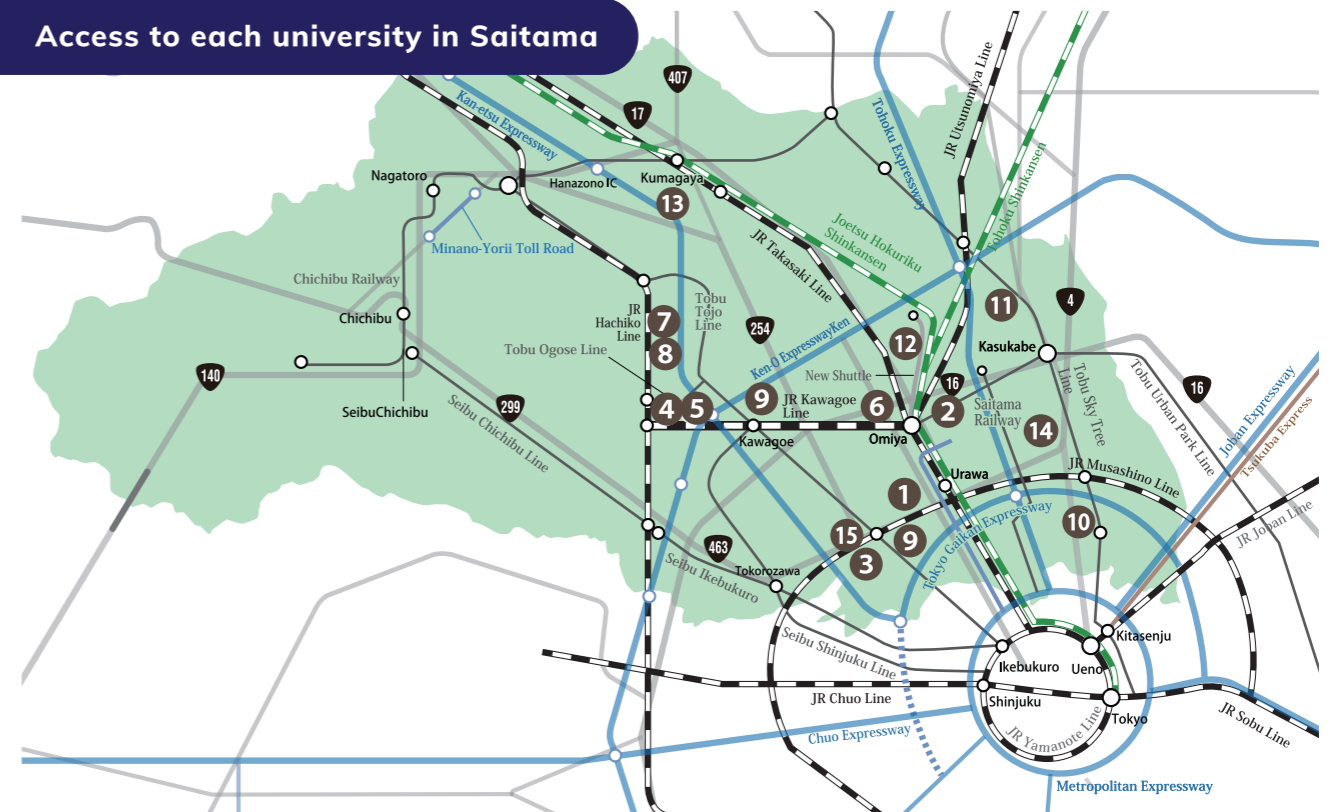 Access to each university in Saitama
407
17
Kan-etsu Expressway
Tohoku Expressway
JR Utsunomiya Line
Tohoku Shinkansen
Nagatoro
Hanazono IC
Kumagaya
13
Minano-Yorii Toll Road
Joetsu Hokuriku
Shinkansen
JR Takasaki Line
Chichibu Railway
Chichibu
JR
Hachiko
Line
7
8
Tobu
Tojo
Line
254
Ken-O ExpresswayKen
11
4
12
Kasukabe
Tobu Ogose Line
New Shuttle
16
140
SeibuChichibu
299
Seibu Chichibu Line
4
5
9
JR Kawagoe
Line
6
2
Saitama
Railway
14
Tobu Sky Tree
Line
Tobu Urban Park Line
16
Joban Expressway
Tsukuba Express
Kawagoe
Omiya
Urawa
JR Musashino Line
1
15
9
3
Tokyo Gaikan Expressway
10
JR Joban Line
463
Seibu Ikebukuro
Tokorozawa
Seibu Shinjuku Line
Kitasenju
Ikebukuro
Ueno
JR Chuo Line
Shinjuku
Tokyo
JR Yamanote Line
JR Sobu Line
Chuo Expressway
Metropolitan Expressway